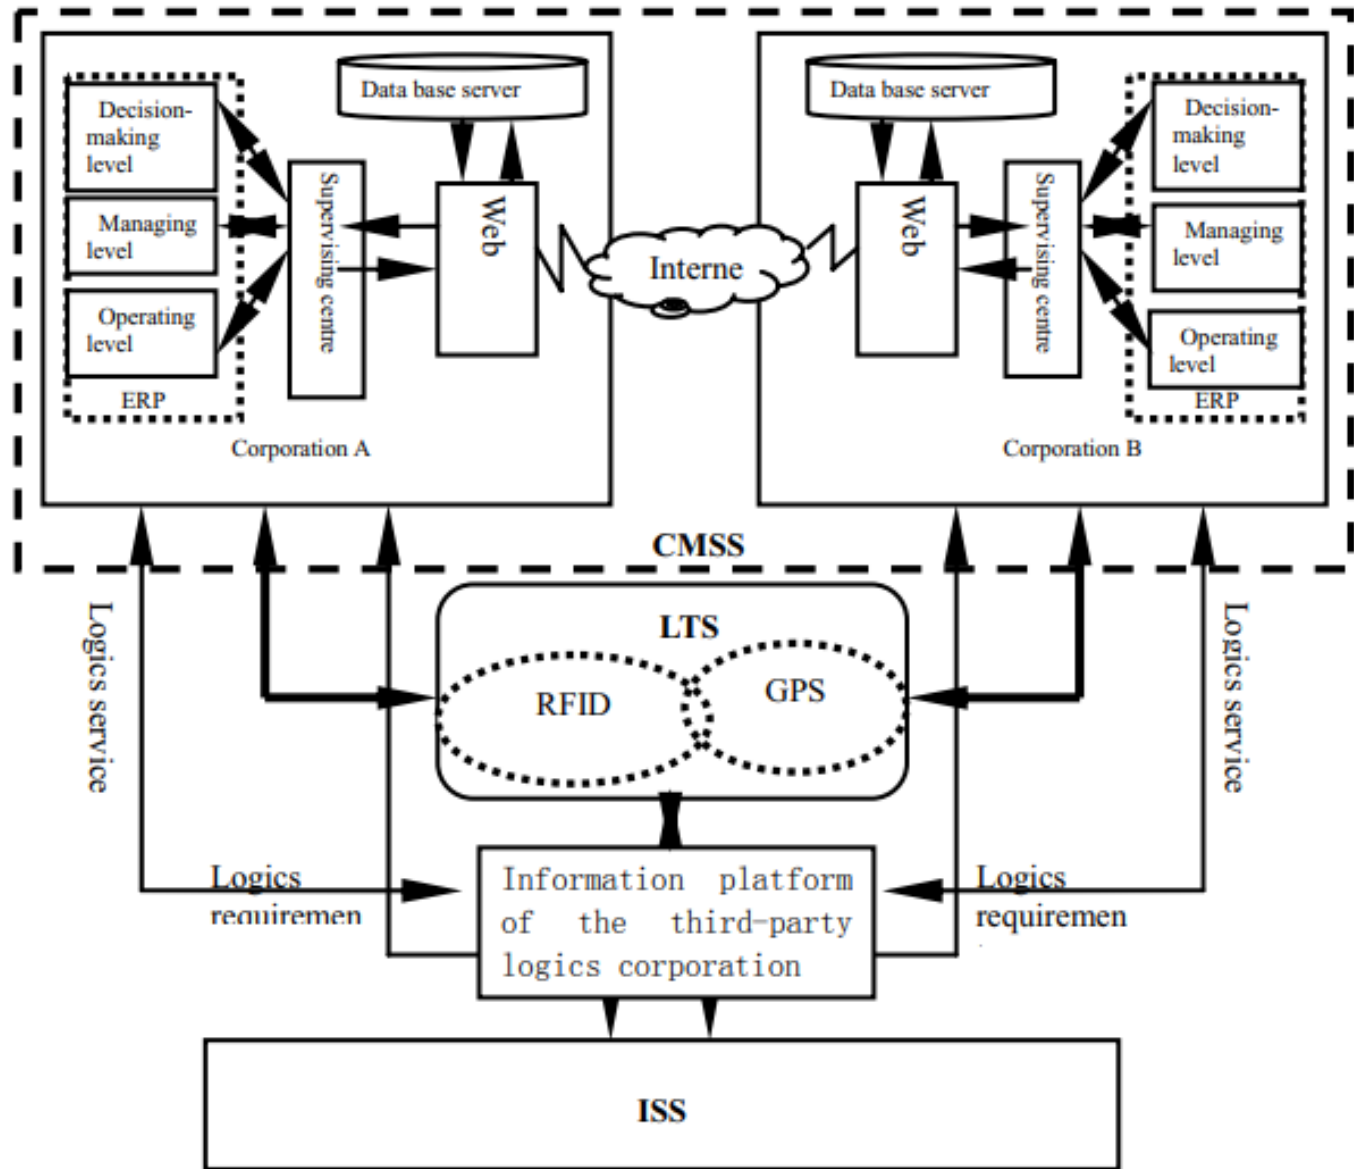 Data base server
Decision-
making
level
Managing
level
Operating
level
ERP
Supervising centre
Web
Corporation A
Interne
Data base server
Web
Supervising centre
Decision-
making
level
Managing
level
Operating
level
ERP
Corporation B
CMSS
LTS
RFID
GPS
Logics service
Logics service
Logics
requiremen
Information platform
of the third-party
logics corporation
Logics
requiremen
ISS